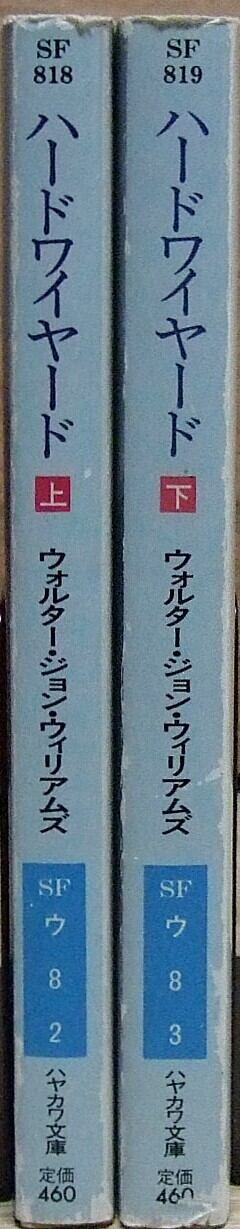 SF
818
ハードワイヤード
上
ウォルター・ジョン・ウィリアムズ
SF
ウ
8
2
ハヤカワ文庫
定価
460
SF
819
ハードワイヤード
下
ウォルター・ジョン・ウィリアムズ
SF
ウ
8
3
ハヤカワ文庫
定価
460